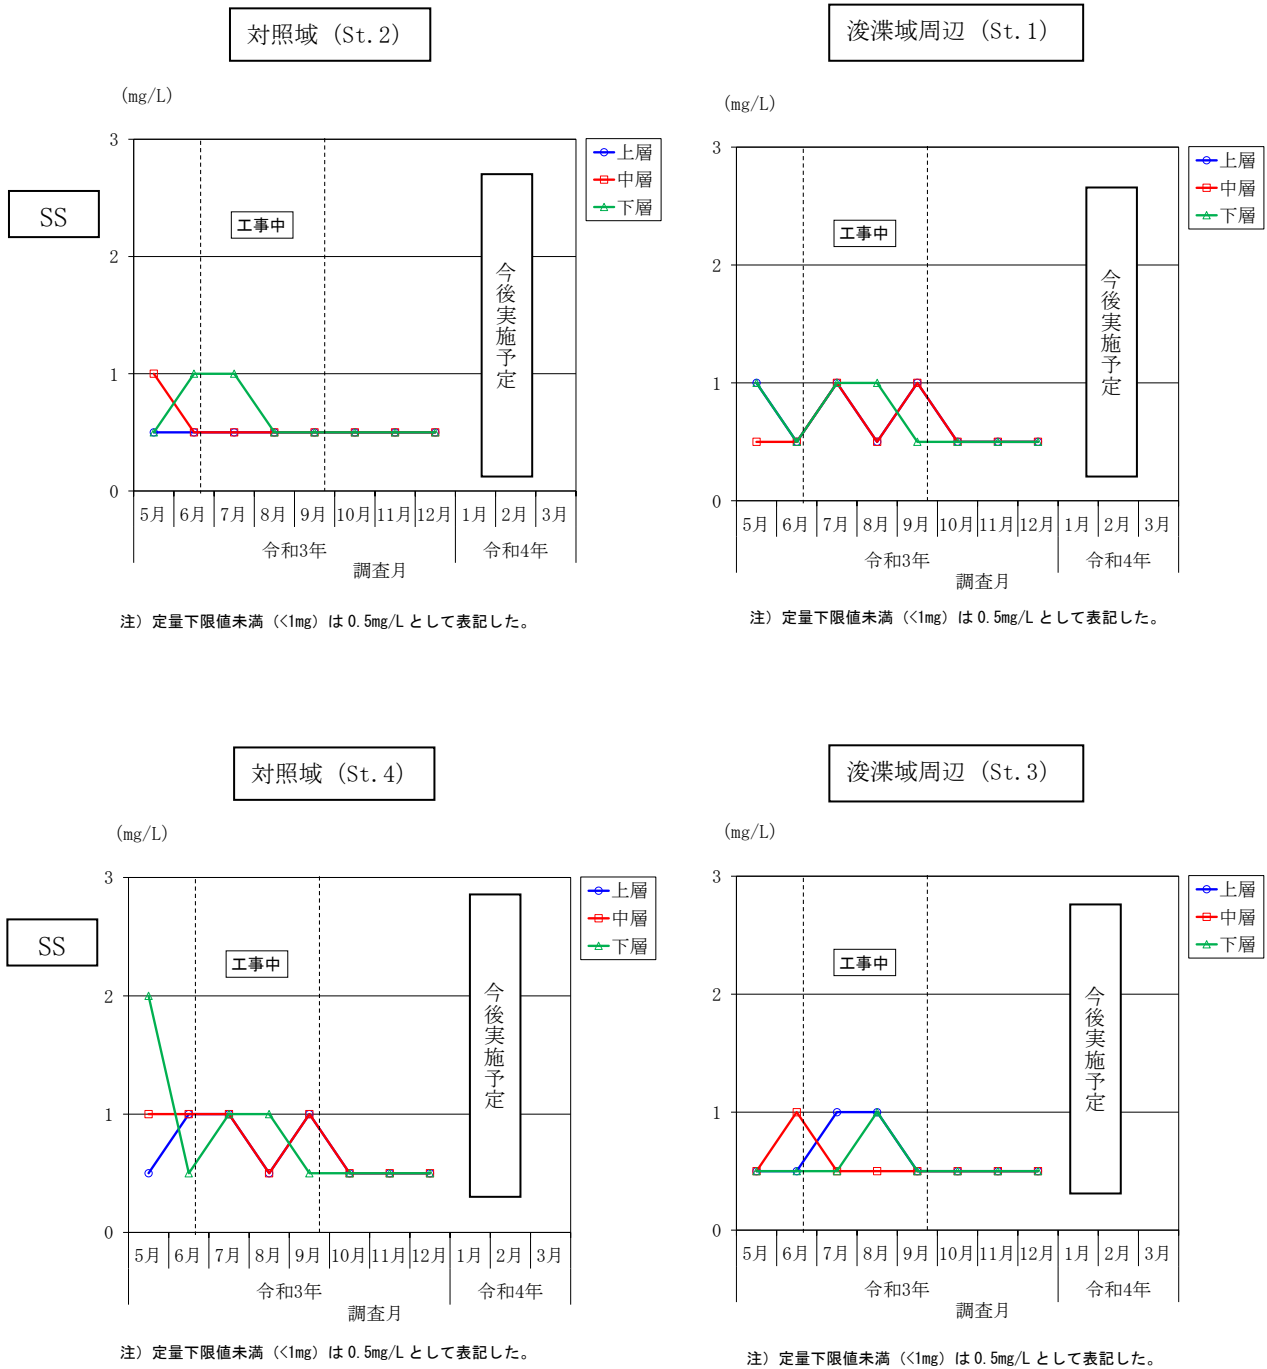 対照域 (St.2)
浚渫域周辺 (St.1)
(mg/L)
(mg/L)
SS
3
2
1
0
工事中
今後実施予定
上層
中層
下層
5月 6月 7月 8月 9月 10月 11月 12月 1月 2月 3月
令和3年 令和4年
調査月
注）定量下限値未満（<1mg）は 0.5mg/L として表記した。
3
2
1
0
工事中
今後実施予定
上層
中層
下層
5月 6月 7月 8月 9月 10月 11月 12月 1月 2月 3月
令和3年 令和4年
調査月
注）定量下限値未満（<1mg）は 0.5mg/L として表記した。
対照域 (St.4)
浚渫域周辺 (St.3)
(mg/L)
(mg/L)
SS
3
2
1
0
工事中
今後実施予定
上層
中層
下層
5月 6月 7月 8月 9月 10月 11月 12月 1月 2月 3月
令和3年 令和4年
調査月
注）定量下限値未満（<1mg）は 0.5mg/L として表記した。
3
2
1
0
工事中
今後実施予定
上層
中層
下層
5月 6月 7月 8月 9月 10月 11月 12月 1月 2月 3月
令和3年 令和4年
調査月
注）定量下限値未満（<1mg）は 0.5mg/L として表記した。